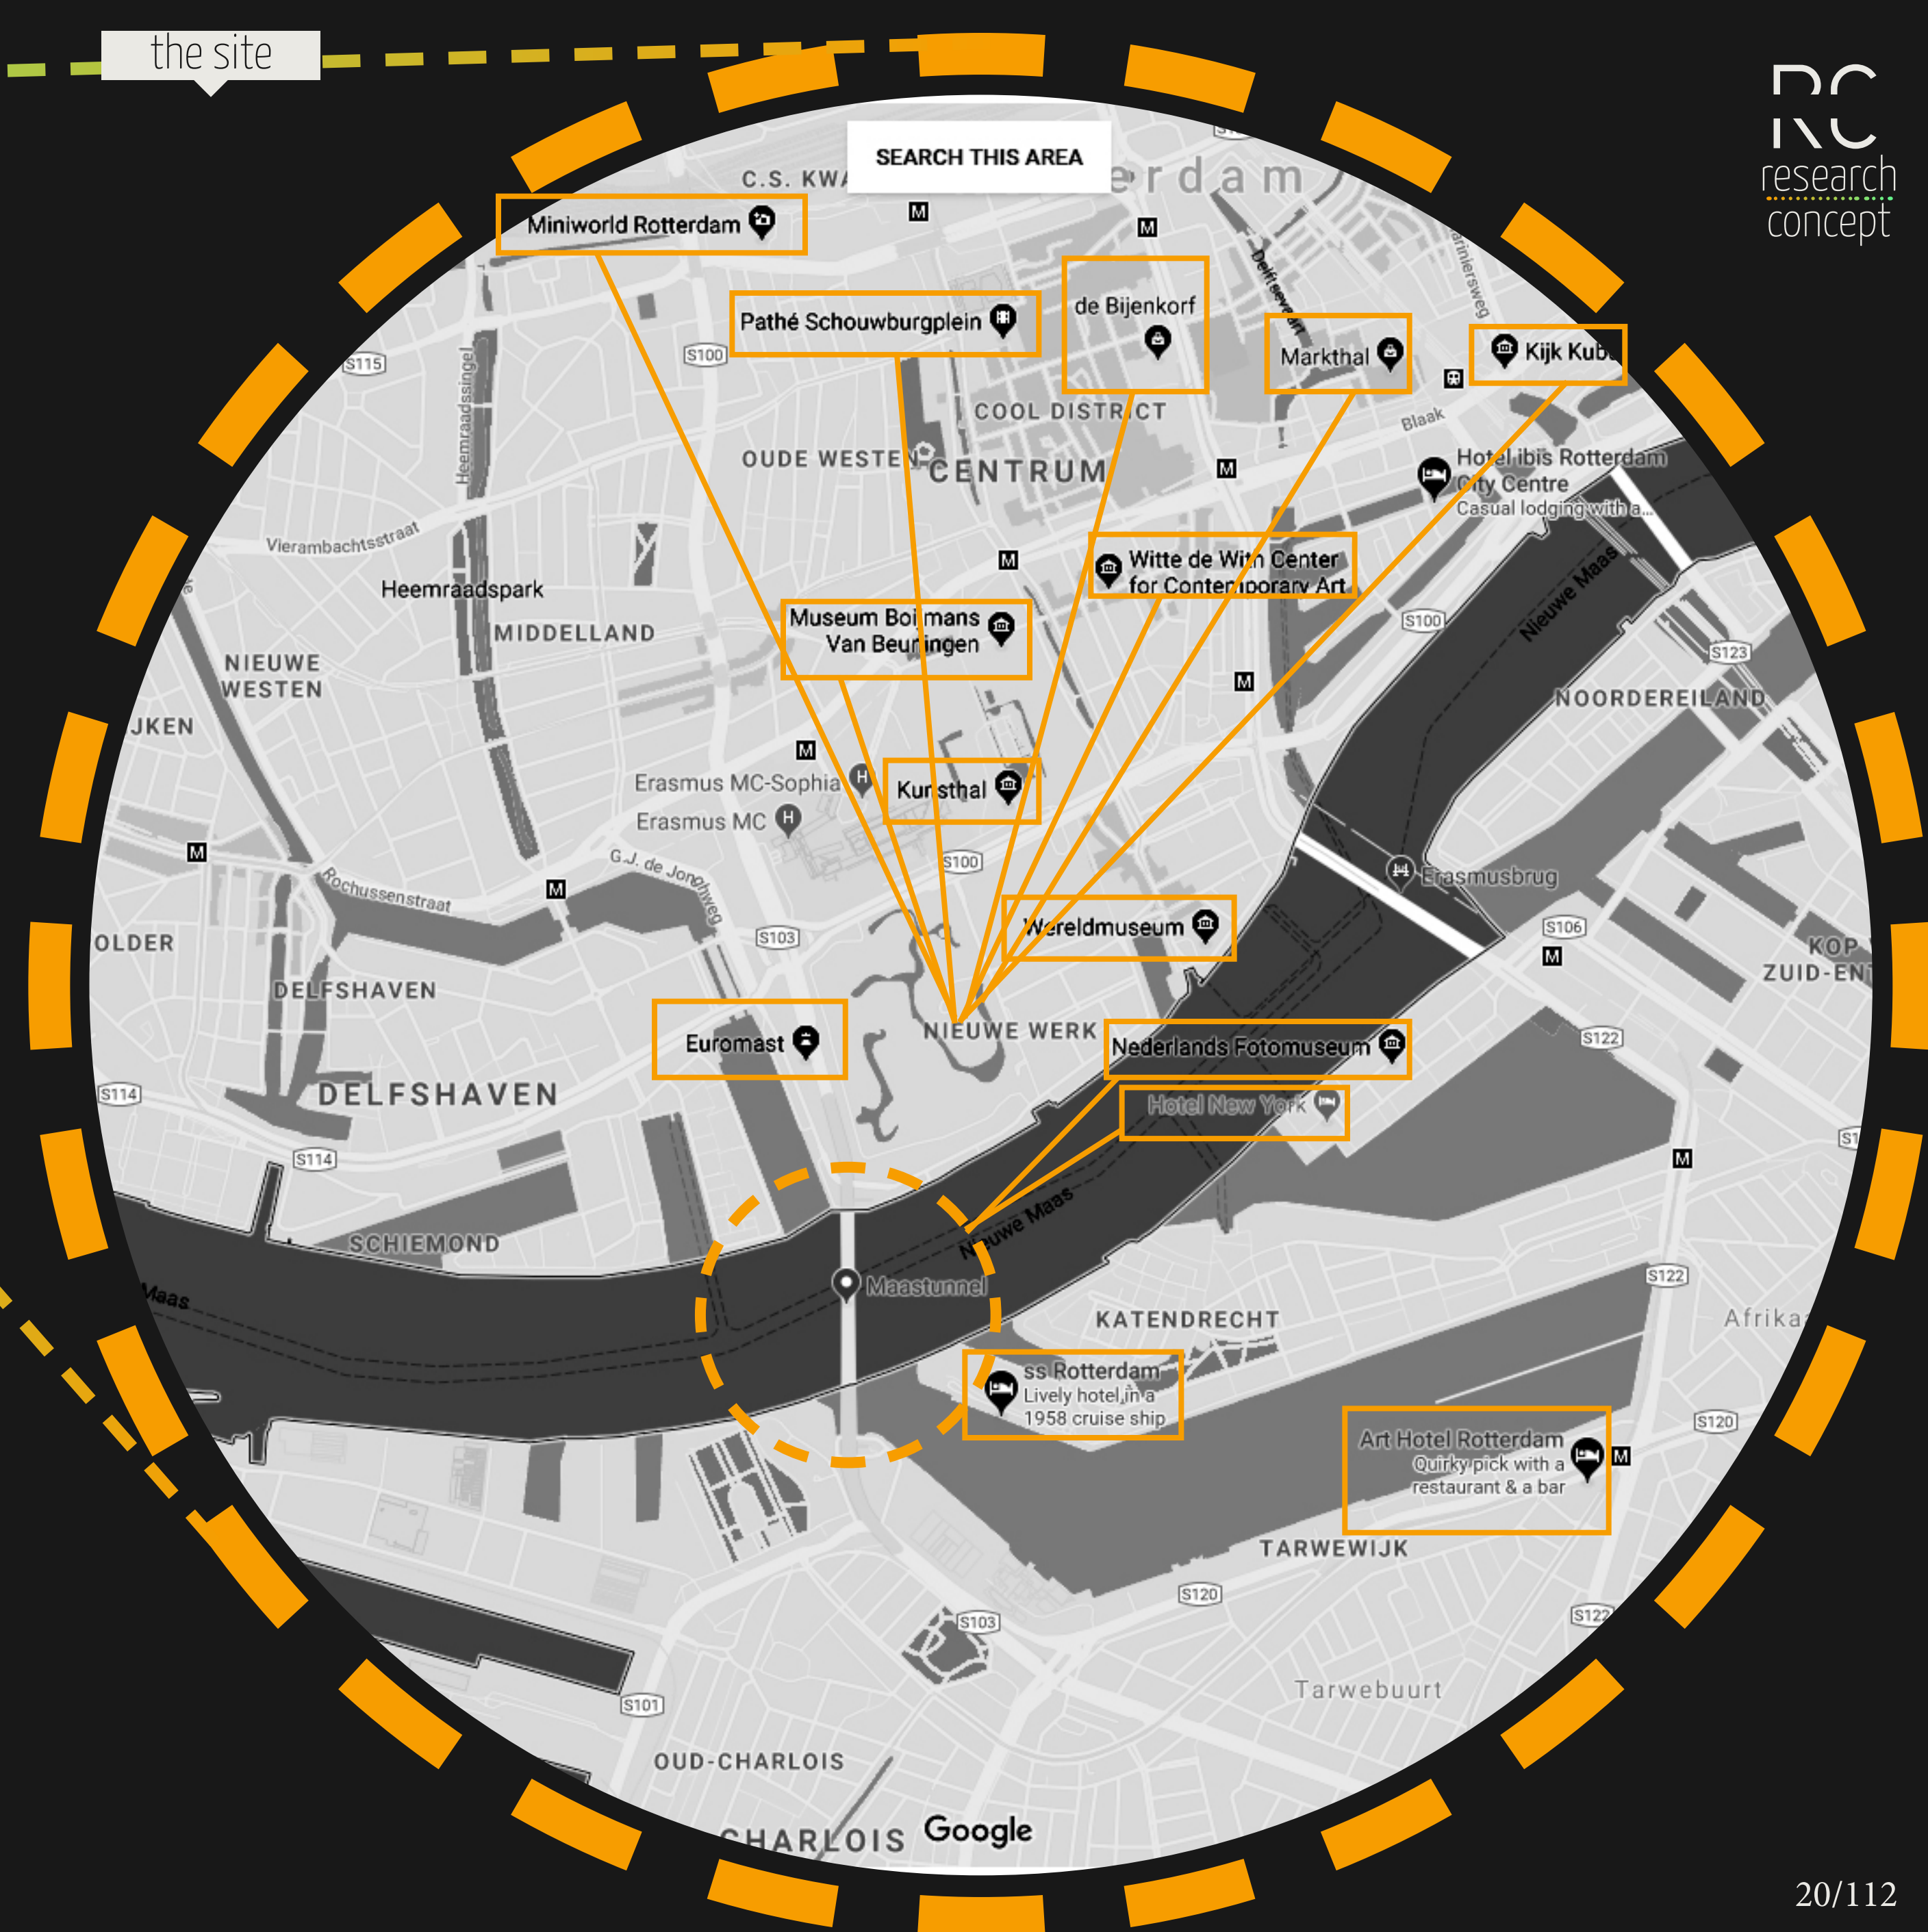 the site
RC
research
concept
SEARCH THIS AREA
C.S. KWA
erdam
Miniworld Rotterdam
M
M
Delftsevaart
Pathé Schouwburgplein
de Bijenkorf
Markthal
Kijk Kub
S115
S100
Heemraadssingel
COOL DISTRICT
Blaak
OUDE WESTEN
CENTRUM
M
Hotel ibis Rotterdam
City Centre
Casual lodging with a...
Vierambachtsstraat
M
Witte de With Center
for Contemporary Art
Nieuwe Maas
Heemraadspark
Museum Boijmans
Van Beuningen
S100
MIDDELLAND
S123
NIEUWE
WESTEN
M
NOORDEREILAND
JKEN
M
Erasmus MC-Sophia
H
Kunsthal
Erasmus MC
H
M
G.J. de Jonghweg
S100
Rochussenstraat
M
Erasmusbrug
OLDER
S103
Wereldmuseum
S106
M
KOP
ZUID-EN
DELFSHAVEN
Euromast
NIEUWE WERK
Nederlands Fotomuseum
S122
S114
DELFSHAVEN
Hotel New York
S114
M
SCHIEMOND
Nieuwe Maas
Maas
Maastunnel
S122
KATENDRECHT
Afrika
ss Rotterdam
Lively hotel in a
1958 cruise ship
Art Hotel Rotterdam
Quirky pick with a
restaurant & a bar
M
S120
TARWEWIJK
S120
S103
S122
Tarwebuurt
S101
OUD-CHARLOIS
CHARLOIS
Google
20/112